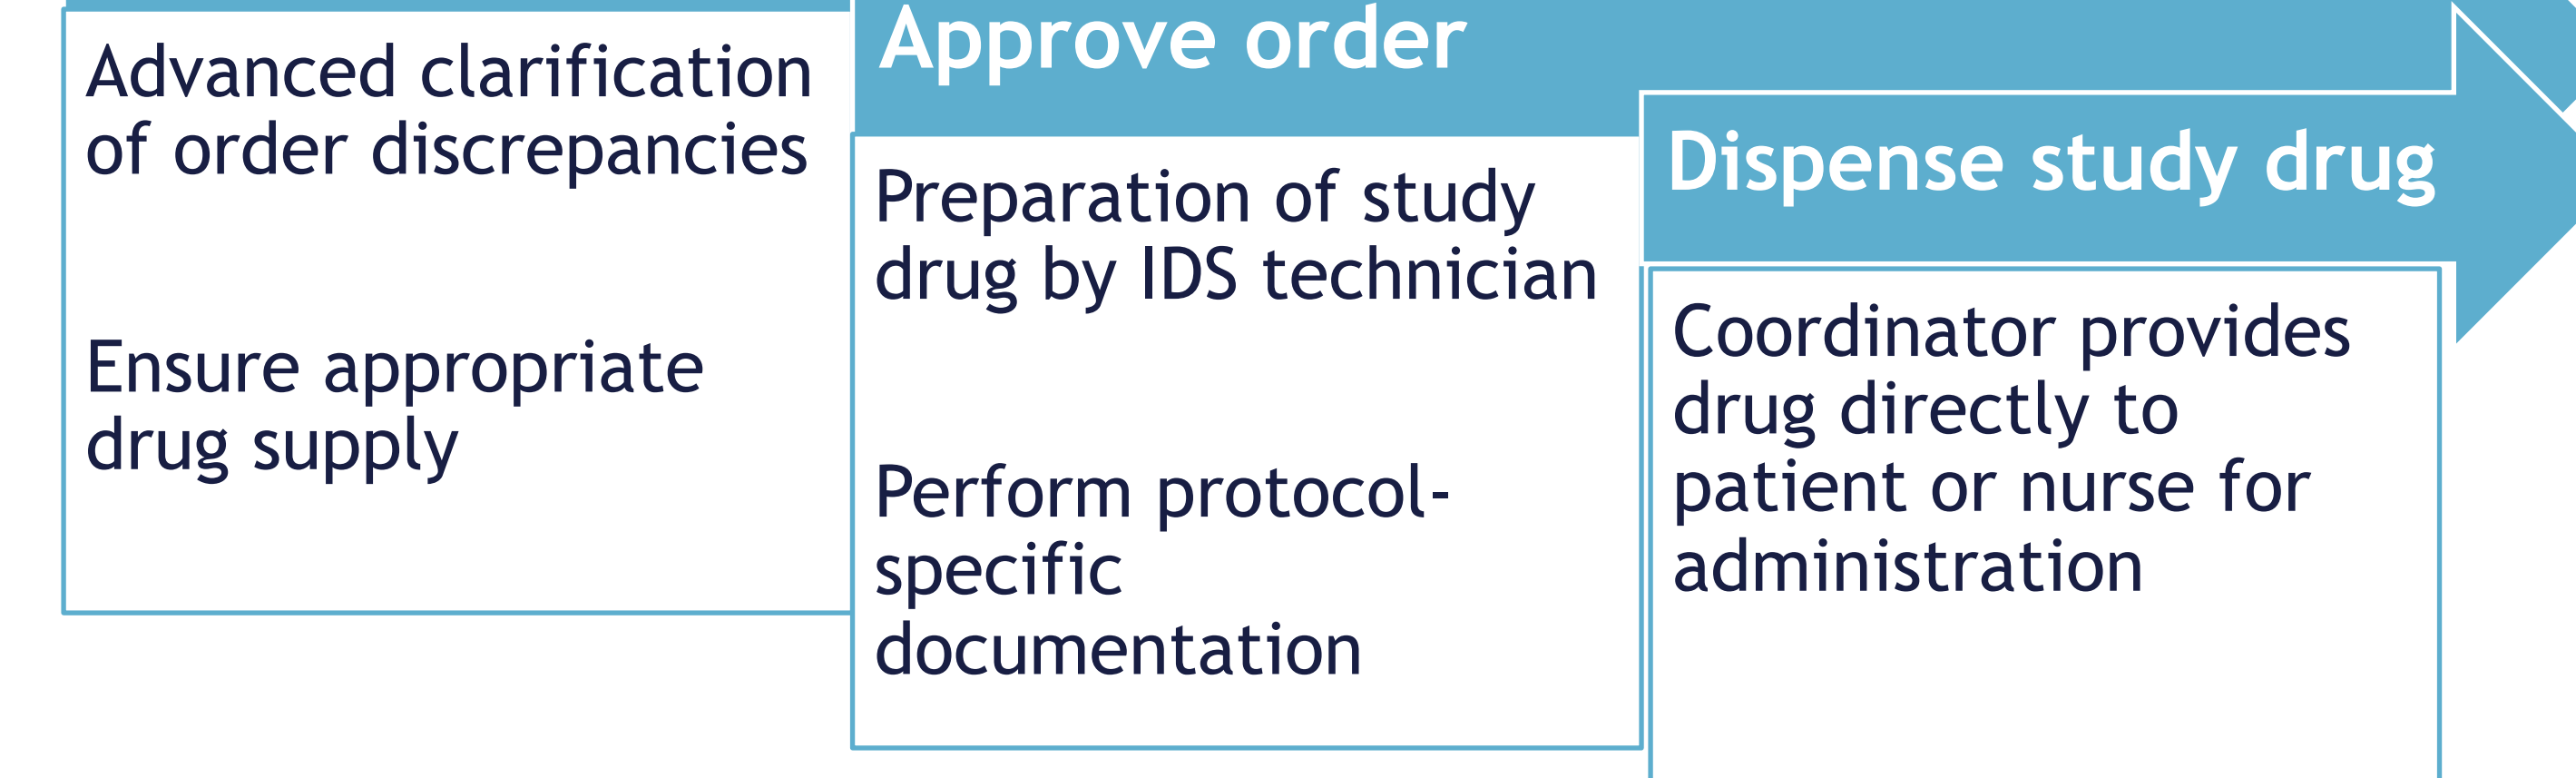 Advanced clarification
of order discrepancies
Ensure appropriate
drug supply
Approve order
Preparation of study
drug by IDS technician
Perform protocol-
specific
documentation
Dispense study drug
Coordinator provides
drug directly to
patient or nurse for
administration